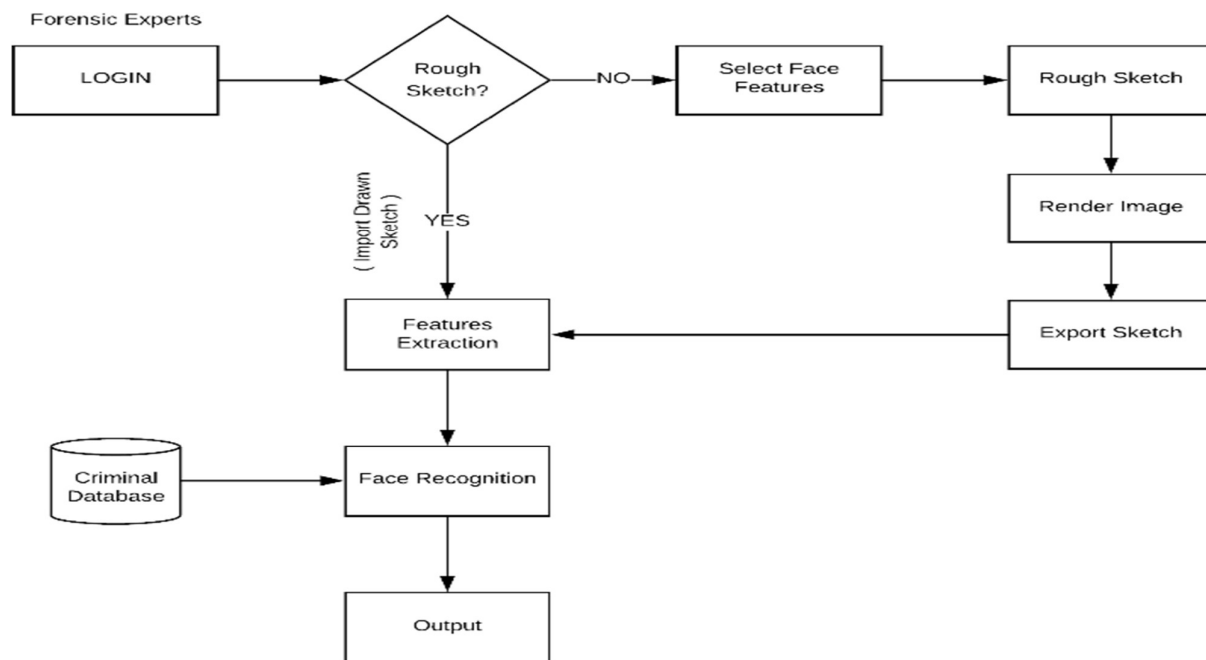 Forensic Experts
LOGIN
Rough
Sketch?
NO
Select Face
Features
Rough Sketch
( Import Drawn
Sketch )
YES
Render Image
Features
Extraction
Export Sketch
Criminal
Database
Face Recognition
Output